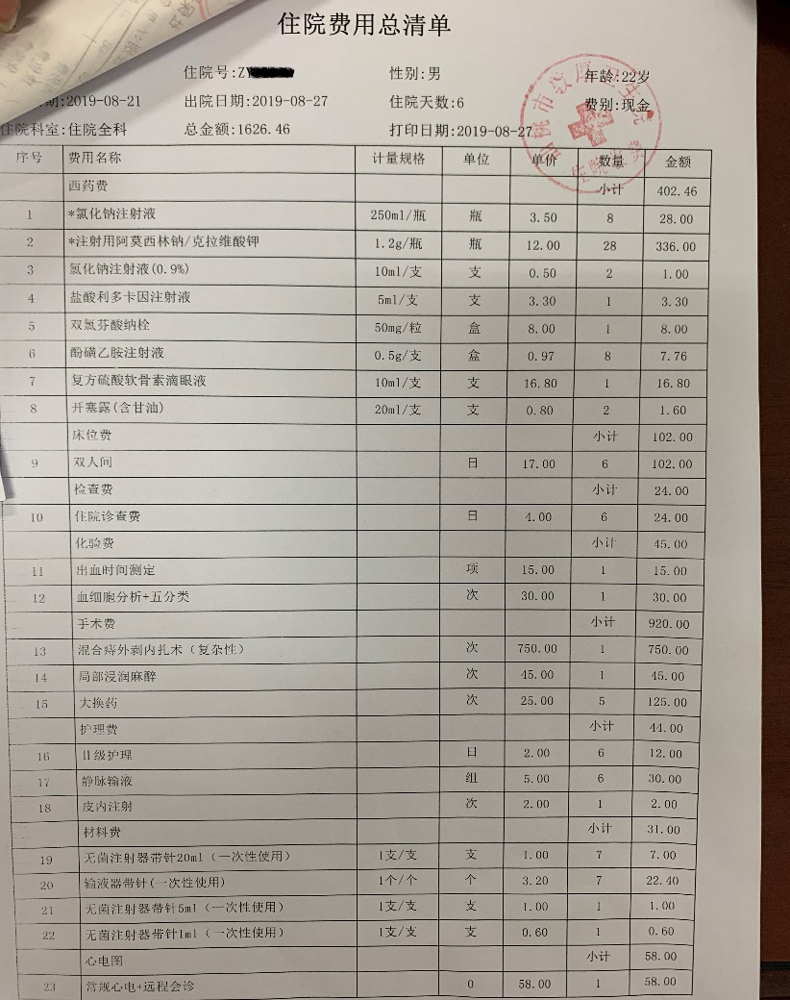 住院费用总清单
住院号:ZY 性别:男 年龄:22岁
期:2019-08-21 出院日期:2019-08-27 住院天数:6 费别:现金
住院科室:住院全科 总金额:1626.46 打印日期:2019-08-27
序号 费用名称 计量规格 单位 单价 数量 金额
西药费 小计 402.46
1 *氯化钠注射液 250ml/瓶 瓶 3.50 8 28.00
2 *注射用阿莫西林钠/克拉维酸钾 1.2g/瓶 瓶 12.00 28 336.00
3 氯化钠注射液(0.9%) 10ml/支 支 0.50 2 1.00
4 盐酸利多卡因注射液 5ml/支 支 3.30 1 3.30
5 双氯芬酸纳栓 50mg/粒 盒 8.00 1 8.00
6 酚磺乙胺注射液 0.5g/支 盒 0.97 8 7.76
7 复方硫酸软骨素滴眼液 10ml/支 支 16.80 1 16.80
8 开塞露(含甘油) 20ml/支 支 0.80 2 1.60
床位费 小计 102.00
9 双人间 日 17.00 6 102.00
检查费 小计 24.00
10 住院诊查费 日 4.00 6 24.00
化验费 小计 45.00
11 出血时间测定 项 15.00 1 15.00
12 血细胞分析+五分类 次 30.00 1 30.00
手术费 小计 920.00
13 混合痔外剥内扎术（复杂性） 次 750.00 1 750.00
14 局部浸润麻醉 次 45.00 1 45.00
15 大换药 次 25.00 5 125.00
护理费 小计 44.00
16 II级护理 日 2.00 6 12.00
17 静脉输液 组 5.00 6 30.00
18 皮内注射 次 2.00 1 2.00
材料费 小计 31.00
19 无菌注射器带针20ml（一次性使用） 1支/支 支 1.00 7 7.00
20 输液器带针(一次性使用) 1个/个 个 3.20 7 22.40
21 无菌注射器带针5ml（一次性使用） 1支/支 支 1.00 1 1.00
22 无菌注射器带针1ml（一次性使用） 1支/支 支 0.60 1 0.60
心电图 小计 58.00
23 常规心电+远程会诊 0 58.00 1 58.00